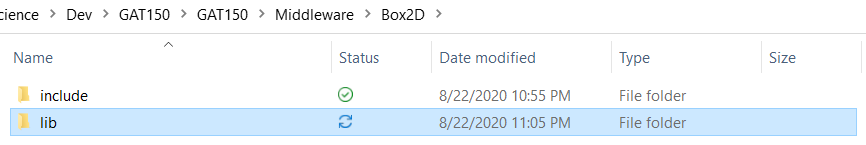 cience > Dev > GAT150 > GAT150 > Middleware > Box2D >
Name Status Date modified Type Size
include 8/22/2020 10:55 PM File folder
lib 8/22/2020 11:05 PM File folder